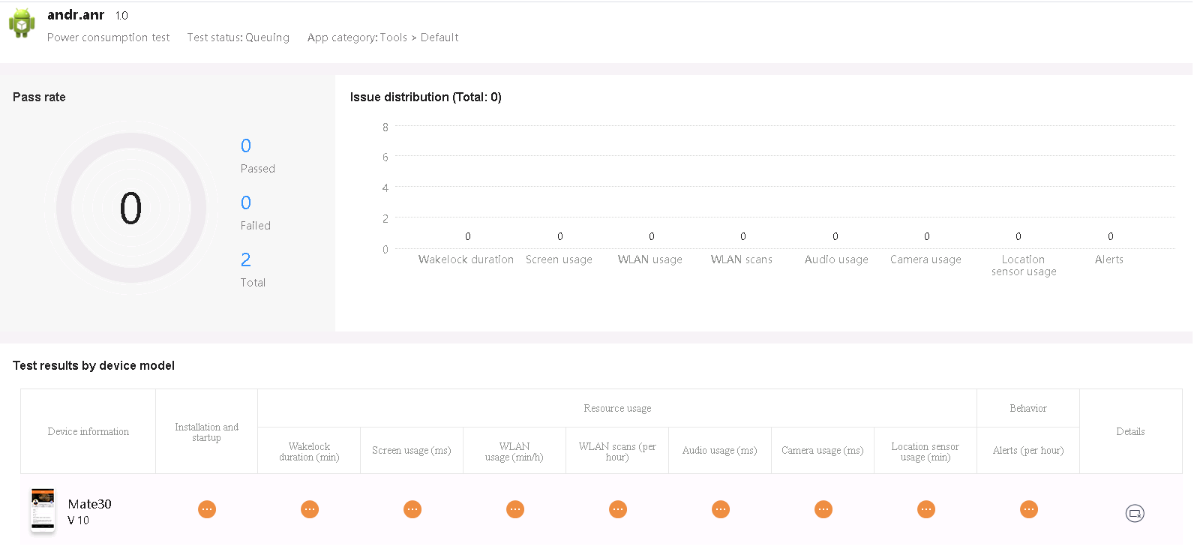 andr.anr 1.0
Power consumption test Test status: Queuing App category: Tools > Default
Pass rate
0
0
Passed
0
Failed
2
Total
Issue distribution (Total: 0)
8
6
4
2
0
0 0 0 0 0 0 0 0
Wakelock duration Screen usage WLAN usage WLAN scans Audio usage Camera usage Location Alerts
sensor usage
Test results by device model
Device information
Installation and
startup
Resource usage
Behavior
Details
Wakelock
duration (min)
Screen usage (ms)
WLAN
usage (min/h)
WLAN scans (per
hour)
Audio usage (ms)
Camera usage (ms)
Location sensor
usage (min)
Alerts (per hour)
Mate30
V 10